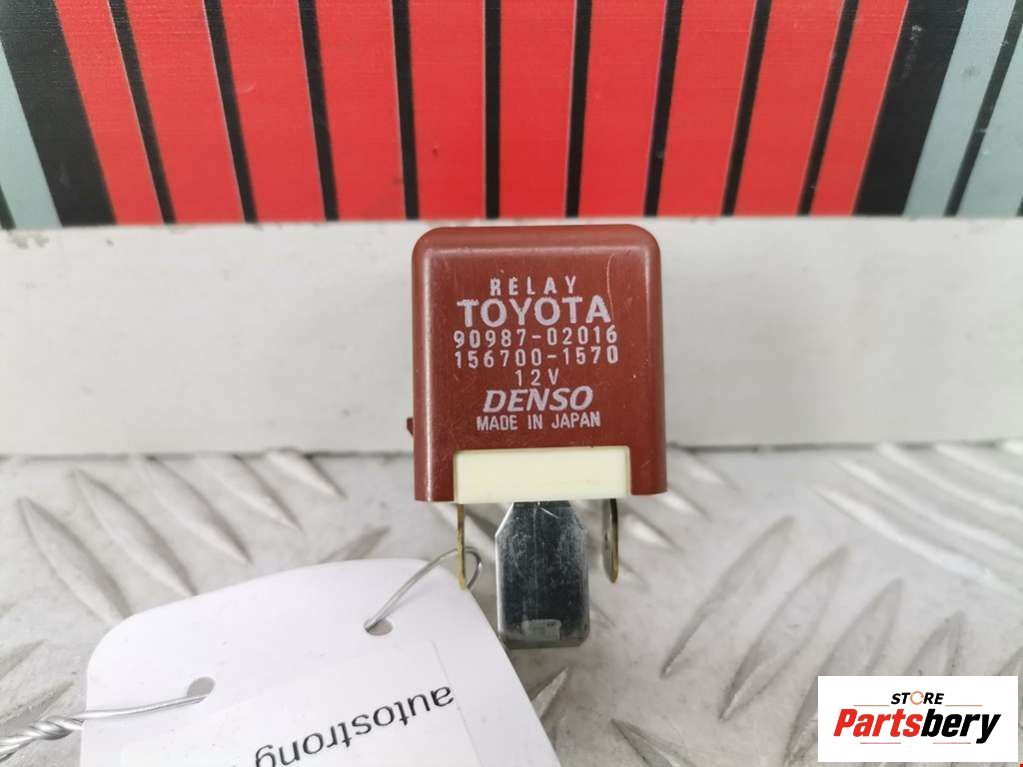 RELAY
TOYOTA
90987-02016
156700-1570
12V
DENSO
MADE IN JAPAN
autostrong
STORE
Partsbery